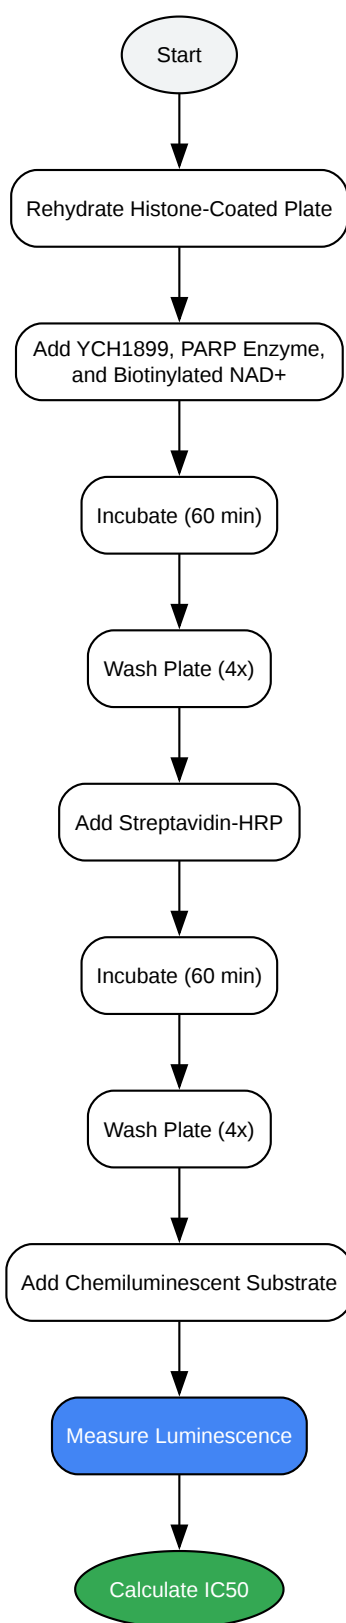 Start
Rehydrate Histone-Coated Plate
Add YCH1899, PARP Enzyme,
and Biotinylated NAD+
Incubate (60 min)
Wash Plate (4x)
Add Streptavidin-HRP
Incubate (60 min)
Wash Plate (4x)
Add Chemiluminescent Substrate
Measure Luminescence
Calculate IC50